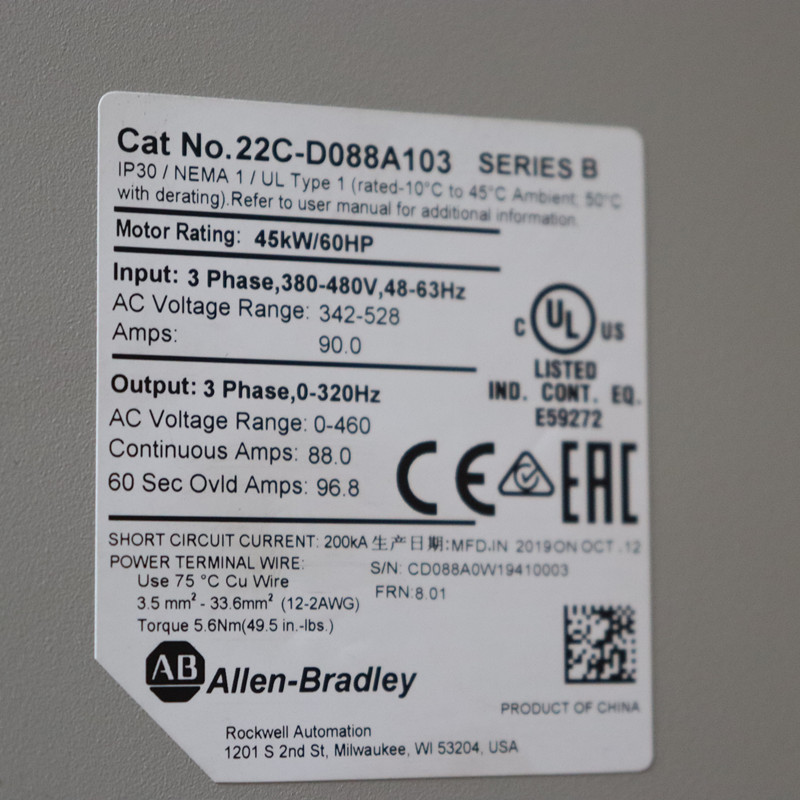 Cat No.22C-D088A103 SERIES B
IP30 / NEMA 1 / UL Type 1 (rated-10°C to 45°C Ambient; 50°C
with derating).Refer to user manual for additional information.
Motor Rating: 45kW/60HP
Input: 3 Phase,380-480V,48-63Hz
AC Voltage Range: 342-528
Amps: 90.0
C UL US
LISTED
IND. CONT. EQ.
E59272
Output: 3 Phase,0-320Hz
AC Voltage Range: 0-460
Continuous Amps: 88.0
60 Sec Ovld Amps: 96.8
CE EAC
SHORT CIRCUIT CURRENT: 200kA 生产日期:MFD.IN 2019 ON OCT .12
POWER TERMINAL WIRE:
Use 75 °C Cu Wire
3.5 mm² - 33.6mm² (12-2AWG)
Torque 5.6Nm(49.5 in.-lbs.)
S/N: CD088A0W19410003
FRN:8.01
AB Allen-Bradley
PRODUCT OF CHINA
Rockwell Automation
1201 S 2nd St, Milwaukee, WI 53204, USA